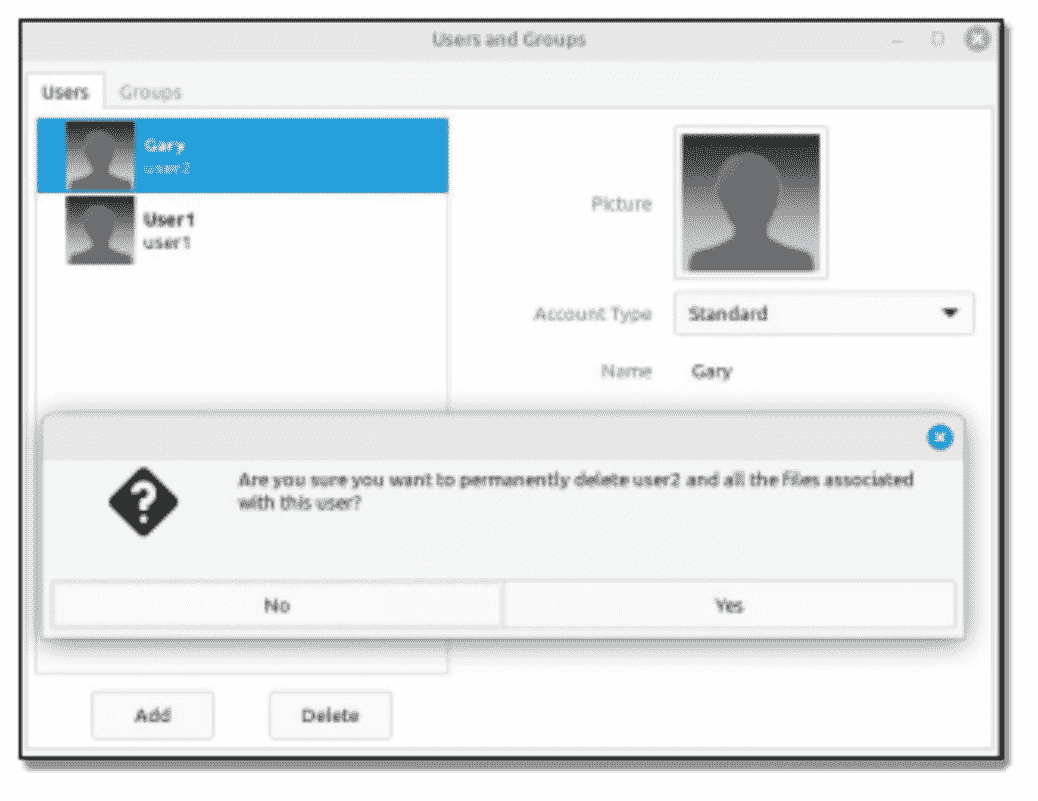 Users and Groups
Users Groups
Gary
user2
User1
user1
Picture
Account Type Standard
Name Gary
Are you sure you want to permanently delete user2 and all the files associated
with this user?
No Yes
Add Delete